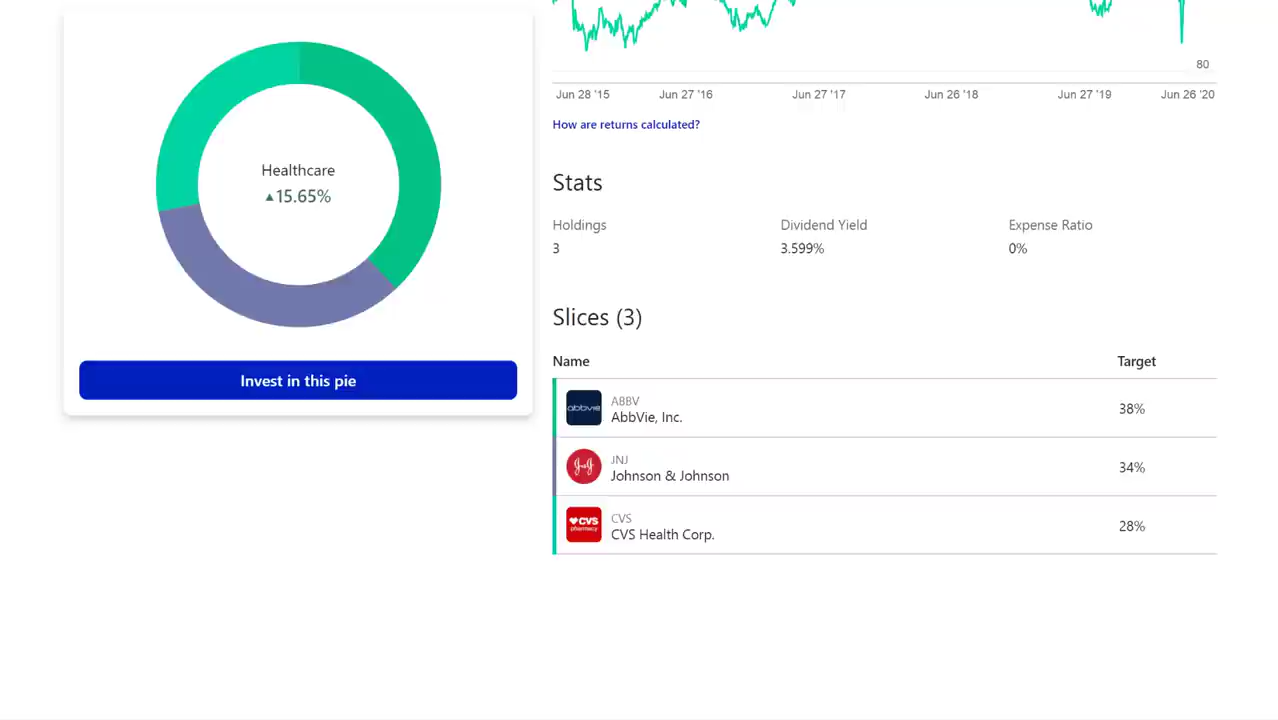 Healthcare
▲15.65%
Invest in this pie
80
Jun 28 '15 Jun 27 '16 Jun 27 '17 Jun 26 '18 Jun 27 '19 Jun 26 '20
How are returns calculated?
Stats
Holdings Dividend Yield Expense Ratio
3 3.599% 0%
Slices (3)
Name Target
abbvie
ABBV
AbbVie, Inc.
38%
J&J
JNJ
Johnson & Johnson
34%
CVS
pharmacy
CVS
CVS Health Corp.
28%